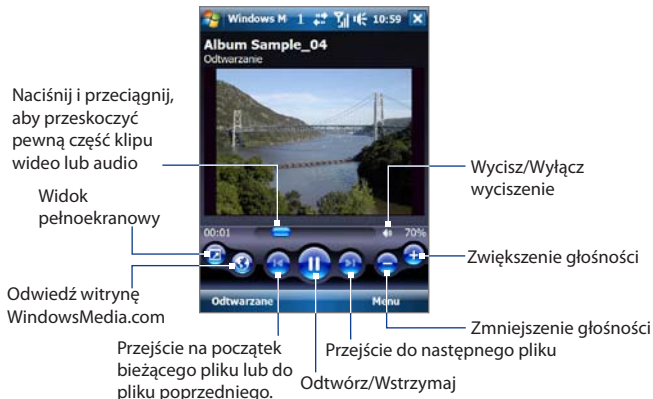 Windows M 1 10:59
Album Sample_04
Odtwarzanie
Naciśnij i przeciągnij,
aby przeskoczyć
pewną część klipu
wideo lub audio
Wycisz/Wyłącz
wyciszenie
Widok
pełnoekranowy
00:01
70%
Zwiększenie głośności
Odwiedź witrynę
WindowsMedia.com
Odtwarzane
Menu
Zmniejszenie głośności
Przejście na początek
bieżącego pliku lub do
pliku poprzedniego.
Przejście do następnego pliku
Odtwórz/Wstrzymaj